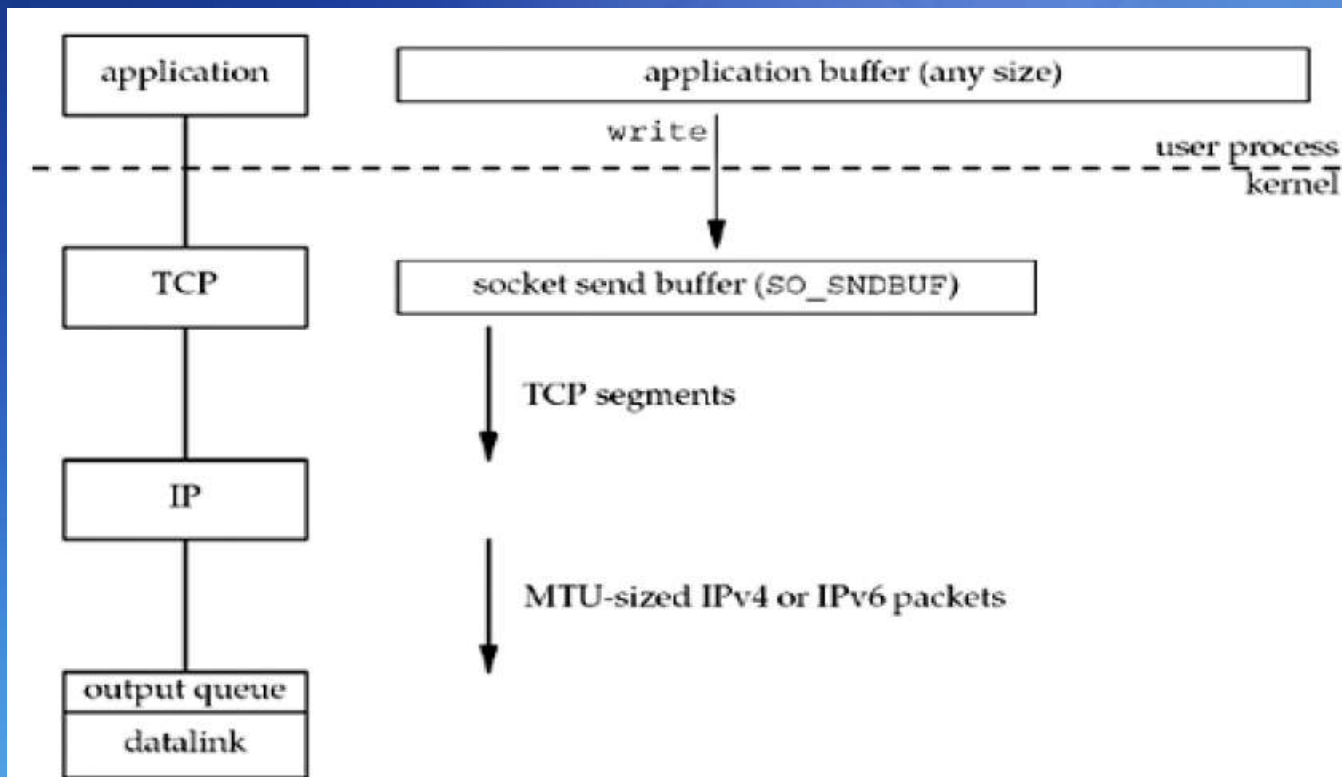 application
application buffer (any size)
write
user process
kernel
TCP
socket send buffer (SO_SNDBUF)
TCP segments
IP
MTU-sized IPv4 or IPv6 packets
output queue
datalink